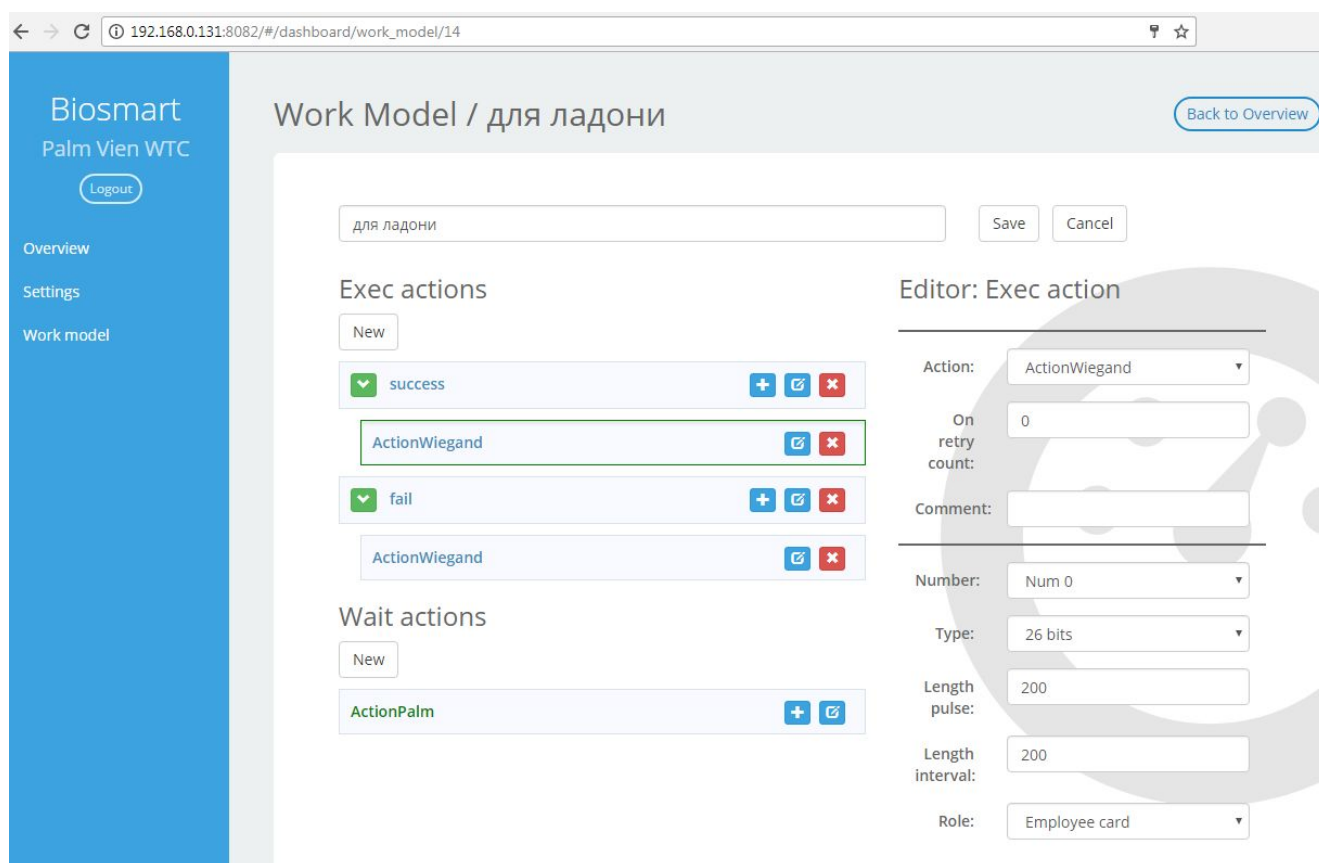 192.168.0.131:8082/#/dashboard/work_model/14
Biosmart
Palm Vien WTC
Logout
Overview
Settings
Work model
Work Model / для ладони
Back to Overview
для ладони
Save
Cancel
Exec actions
New
success
ActionWiegand
fail
ActionWiegand
Wait actions
New
ActionPalm
Editor: Exec action
Action:
ActionWiegand
On
retry
count:
0
Comment:
Number:
Num 0
Type:
26 bits
Length
pulse:
200
Length
interval:
200
Role:
Employee card